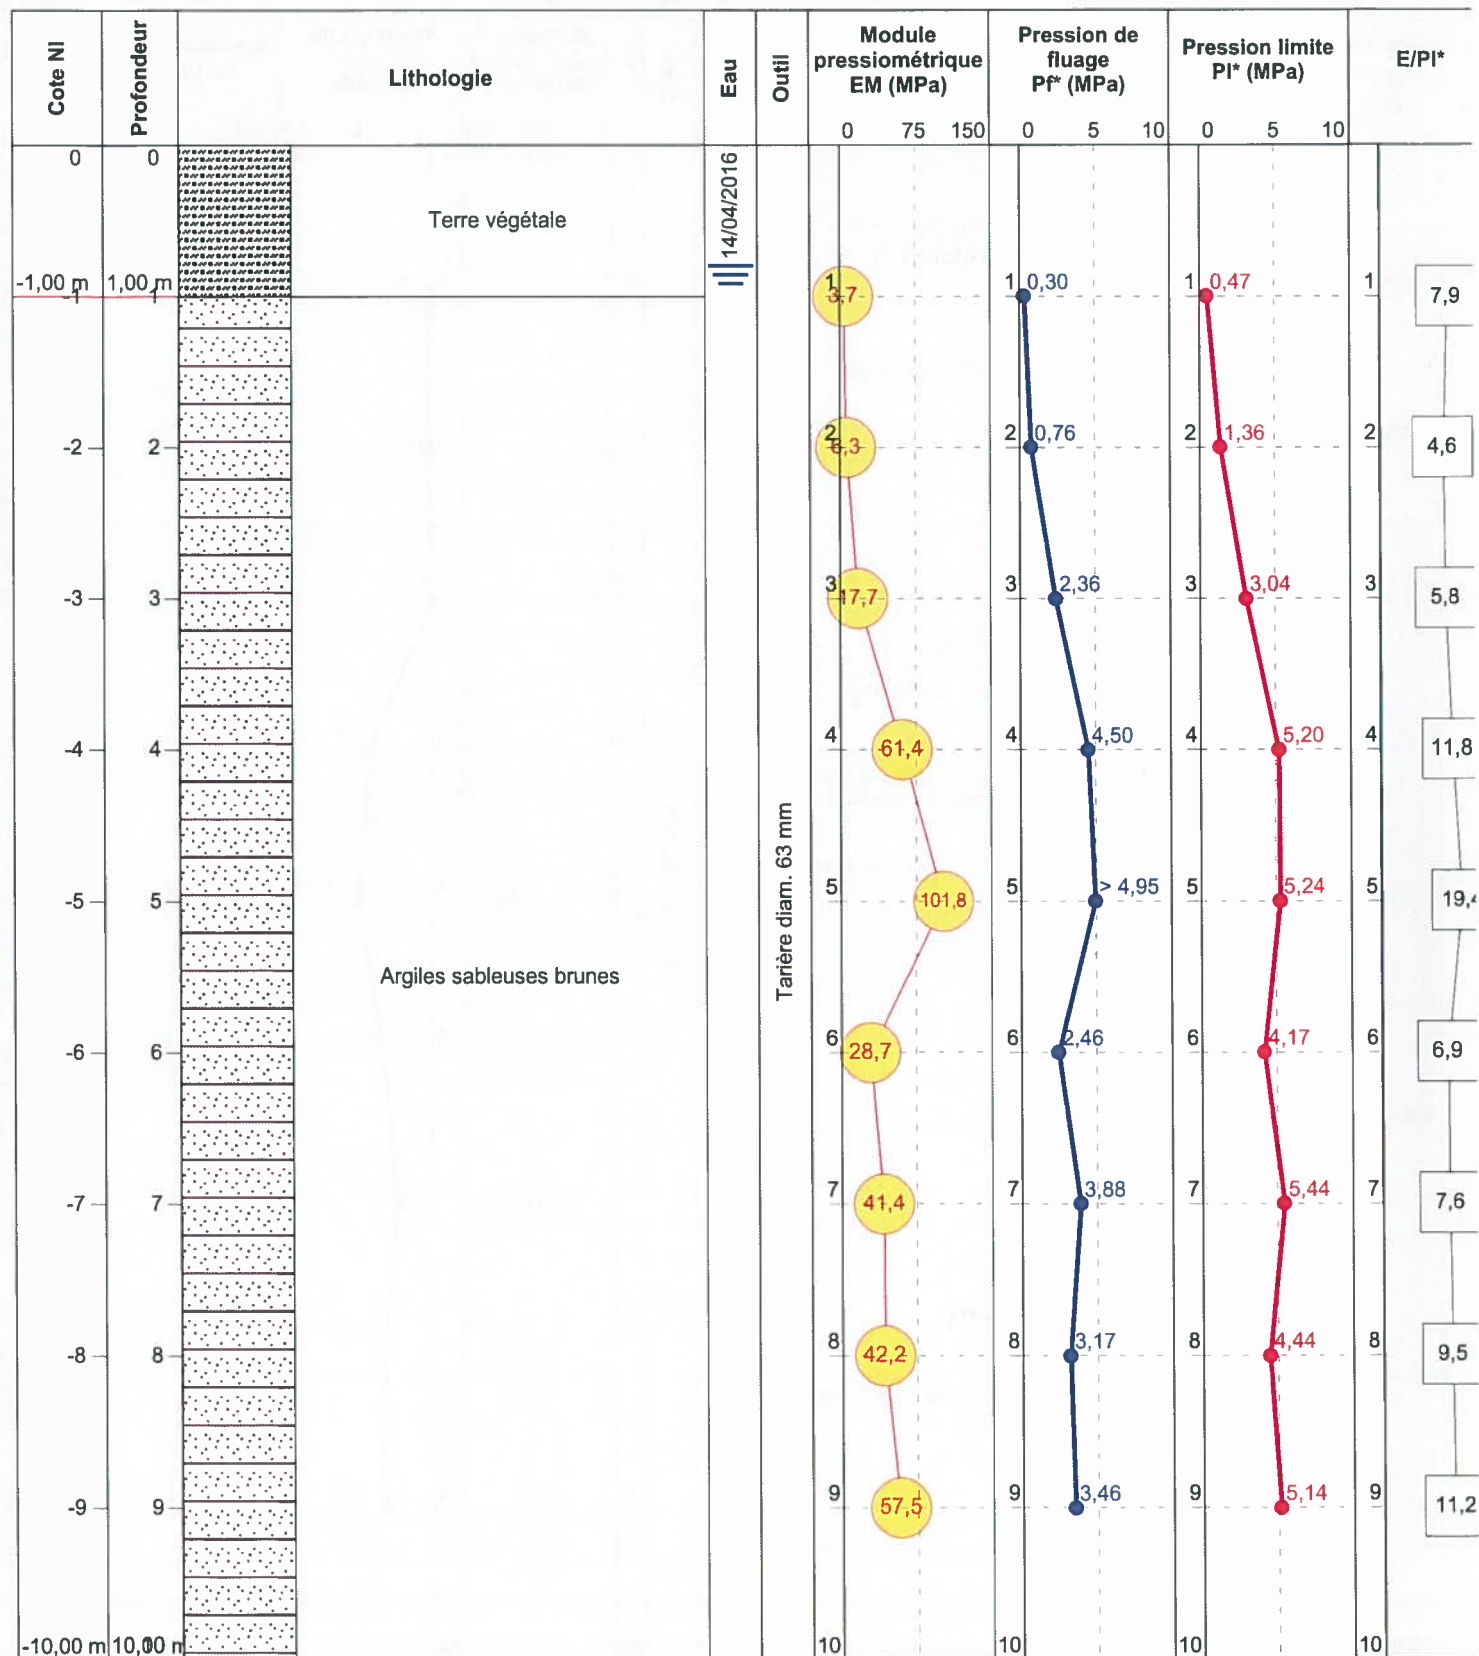 Cote NI
Profondeur
Lithologie
Eau
Outil
Module
pressiométrique
EM (MPa)
0 75 150
Pression de
fluage
Pf* (MPa)
0 5 10
Pression limite
Pl* (MPa)
0 5 10
E/Pl*
0 0
Terre végétale
14/04/2016
-1,00 m 1,00 m
-1 1
1 3,7 1 0,30 1 0,47 1 7,9
-2 2 2 6,3 2 0,76 2 1,36 2 4,6
-3 3 3 17,7 3 2,36 3 3,04 3 5,8
-4 4 4 61,4 4 4,50 4 5,20 4 11,8
Tarière diam. 63 mm
-5 5 5 101,8 5 > 4,95 5 5,24 5 19,4
Argiles sableuses brunes
-6 6 6 28,7 6 2,46 6 4,17 6 6,9
-7 7 7 41,4 7 3,88 7 5,44 7 7,6
-8 8 8 42,2 8 3,17 8 4,44 8 9,5
-9 9 9 57,5 9 3,46 9 5,14 9 11,2
-10,00 m 10,00 m 10 10 10 10